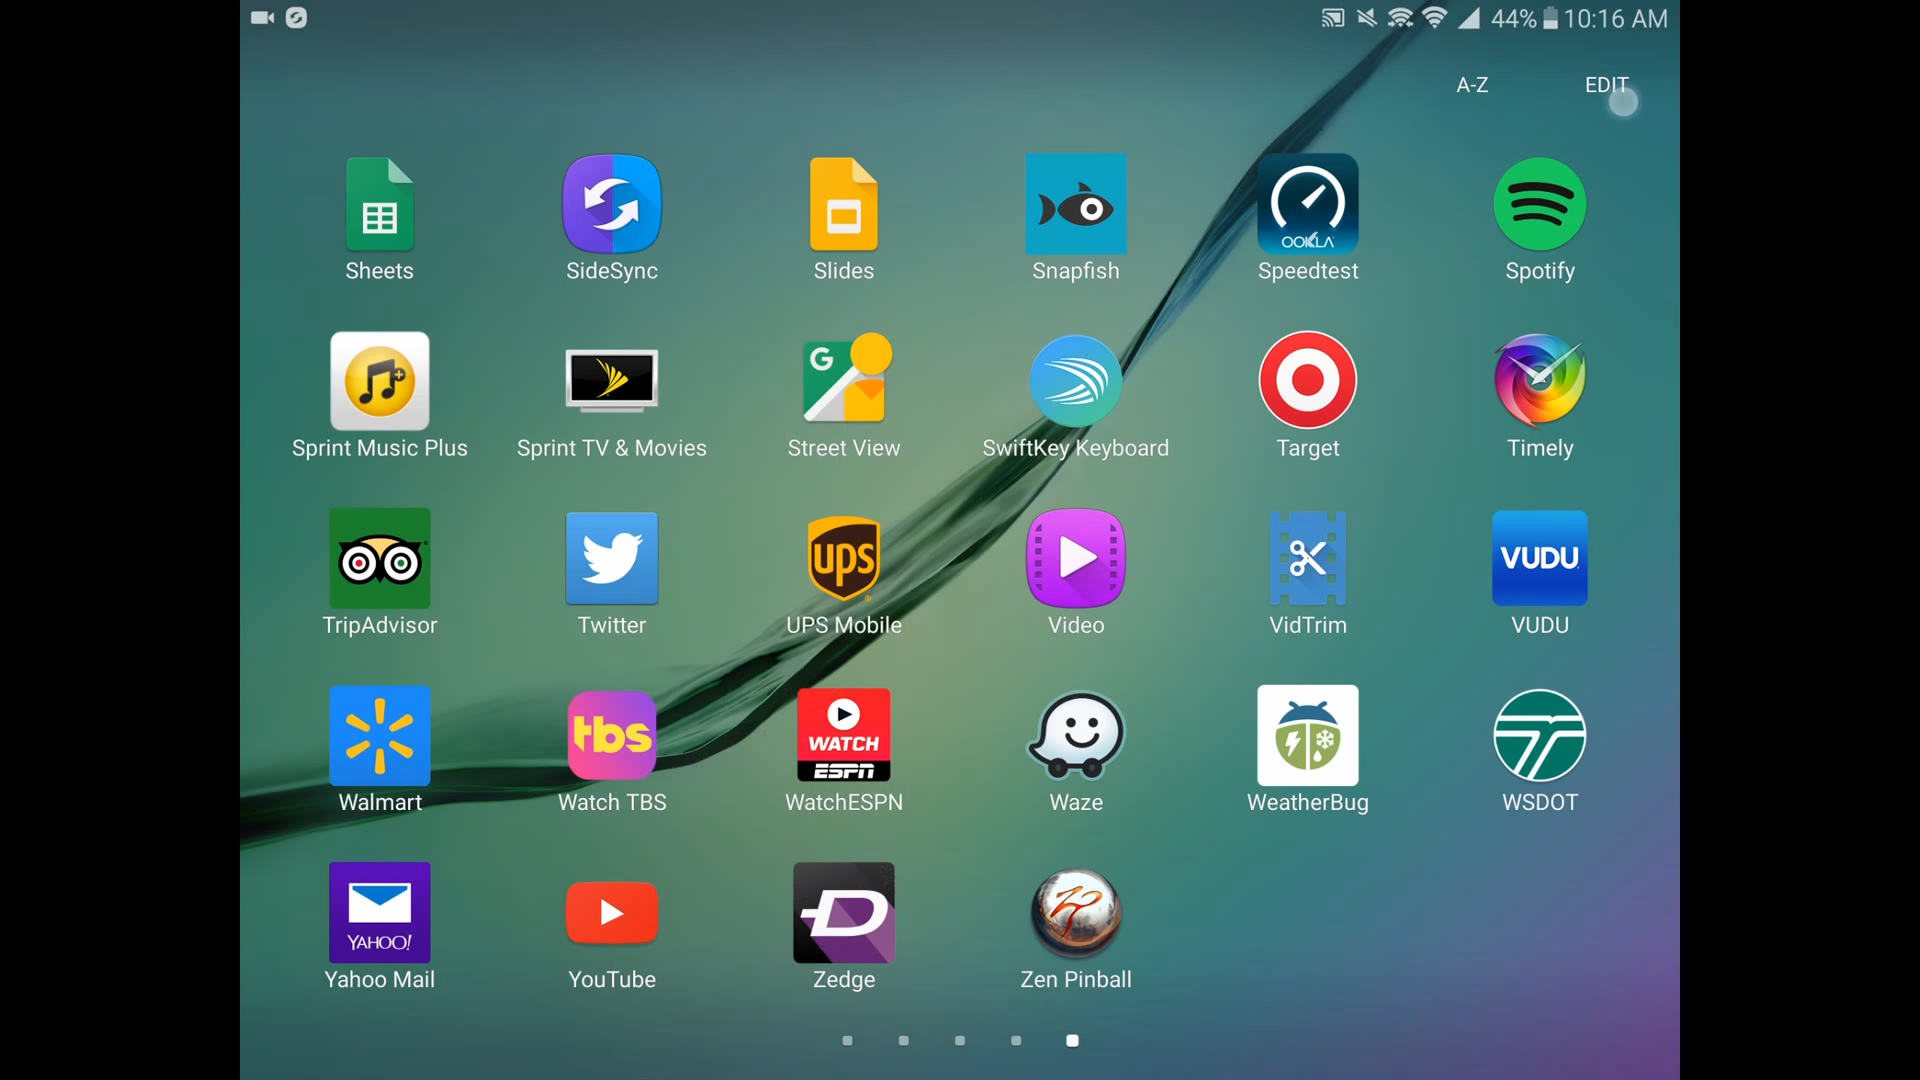 44% 10:16 AM
A-Z EDIT
OOKLA
Sheets SideSync Slides Snapfish Speedtest Spotify
G
Sprint Music Plus Sprint TV & Movies Street View SwiftKey Keyboard Target Timely
ups VUDU
TripAdvisor Twitter UPS Mobile Video VidTrim VUDU
tbs WATCH
ESPN
Walmart Watch TBS WatchESPN Waze WeatherBug WSDOT
YAHOO!
Yahoo Mail YouTube Zedge Zen Pinball